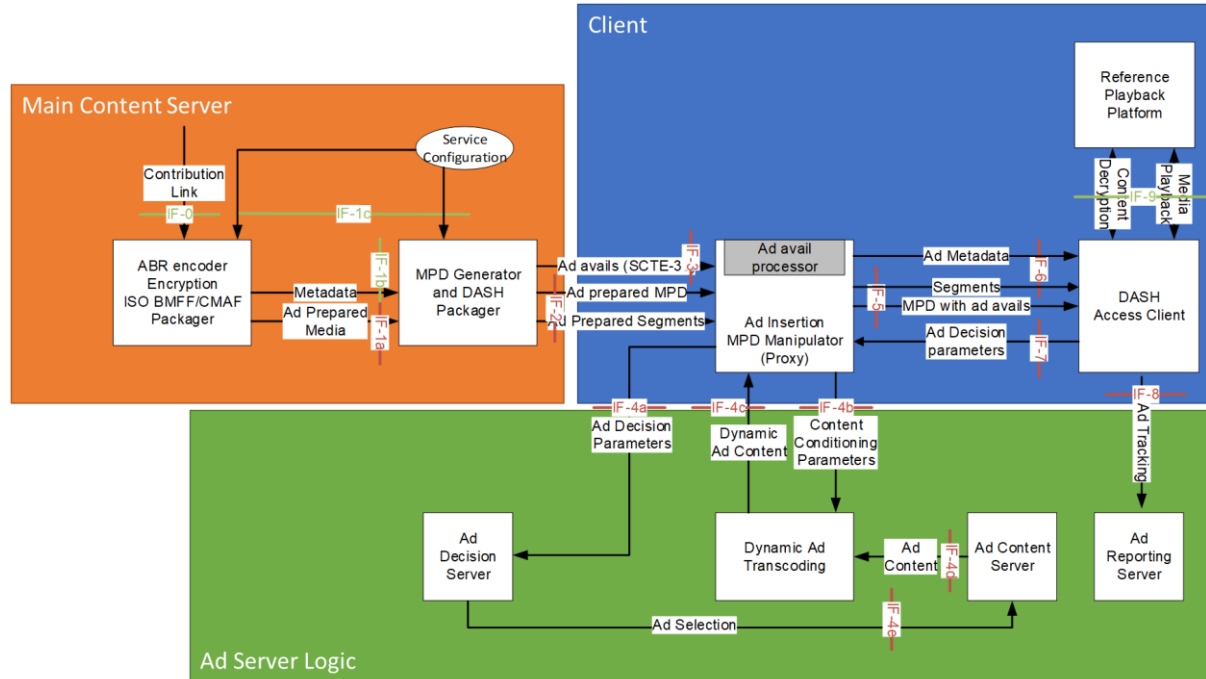 Client
Main Content Server
Service
Configuration
Contribution
Link
IF-0
IF-1c
ABR encoder
Encryption
ISO BMFF/CMAF
Packager
IF-1b
Metadata
Ad Prepared
Media
IF-1a
MPD Generator
and DASH
Packager
Ad avails (SCTE-3
IF-3
Ad prepared MPD
IF-2
Ad Prepared Segments
Ad avail
processor
Ad Insertion
MPD Manipulator
(Proxy)
Ad Metadata
IF-6
Segments
IF-5
MPD with ad avails
Ad Decision
parameters
IF-7
Reference
Playback
Platform
Content
Decryption
IF-9
Media
Playback
DASH
Access Client
IF-8
Ad Tracking
IF-4a
Ad Decision
Parameters
IF-4c
Dynamic
Ad Content
IF-4b
Content
Conditioning
Parameters
Ad
Decision
Server
Dynamic Ad
Transcoding
Ad
Content
IF-4d
Ad Content
Server
Ad
Reporting
Server
Ad Selection
IF-4e
Ad Server Logic